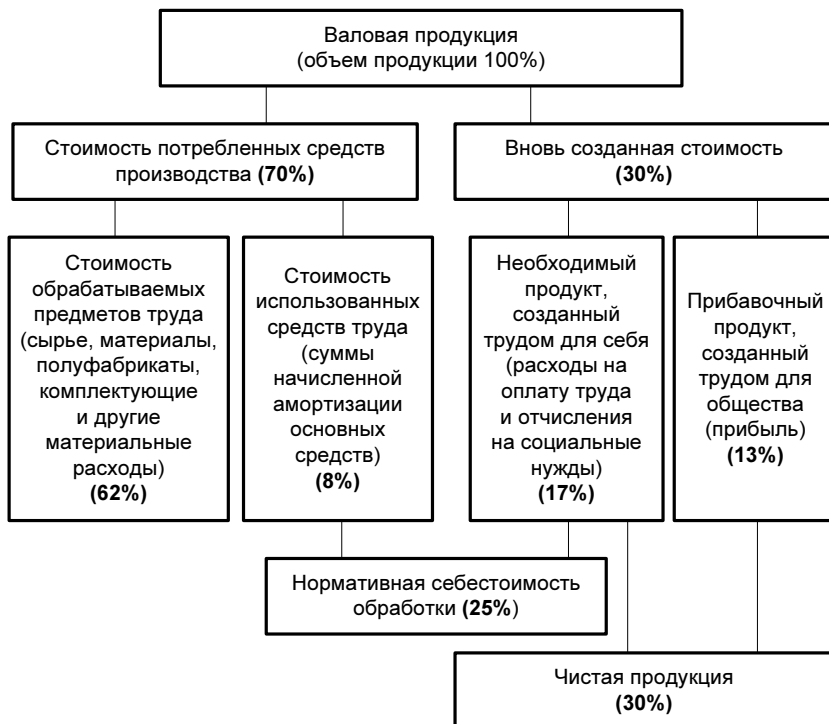 Валовая продукция
(объем продукции 100%)
Стоимость потребленных средств
производства (70%)
Вновь созданная стоимость
(30%)
Стоимость
обрабатываемых
предметов труда
(сырье, материалы,
полуфабрикаты,
комплектующие
и другие
материальные
расходы)
(62%)
Стоимость
использованных
средств труда
(суммы
начисленной
амортизации
основных
средств)
(8%)
Необходимый
продукт,
созданный
трудом для себя
(расходы на
оплату труда
и отчисления
на социальные
нужды)
(17%)
Прибавочный
продукт,
созданный
трудом для
общества
(прибыль)
(13%)
Нормативная себестоимость
обработки (25%)
Чистая продукция
(30%)